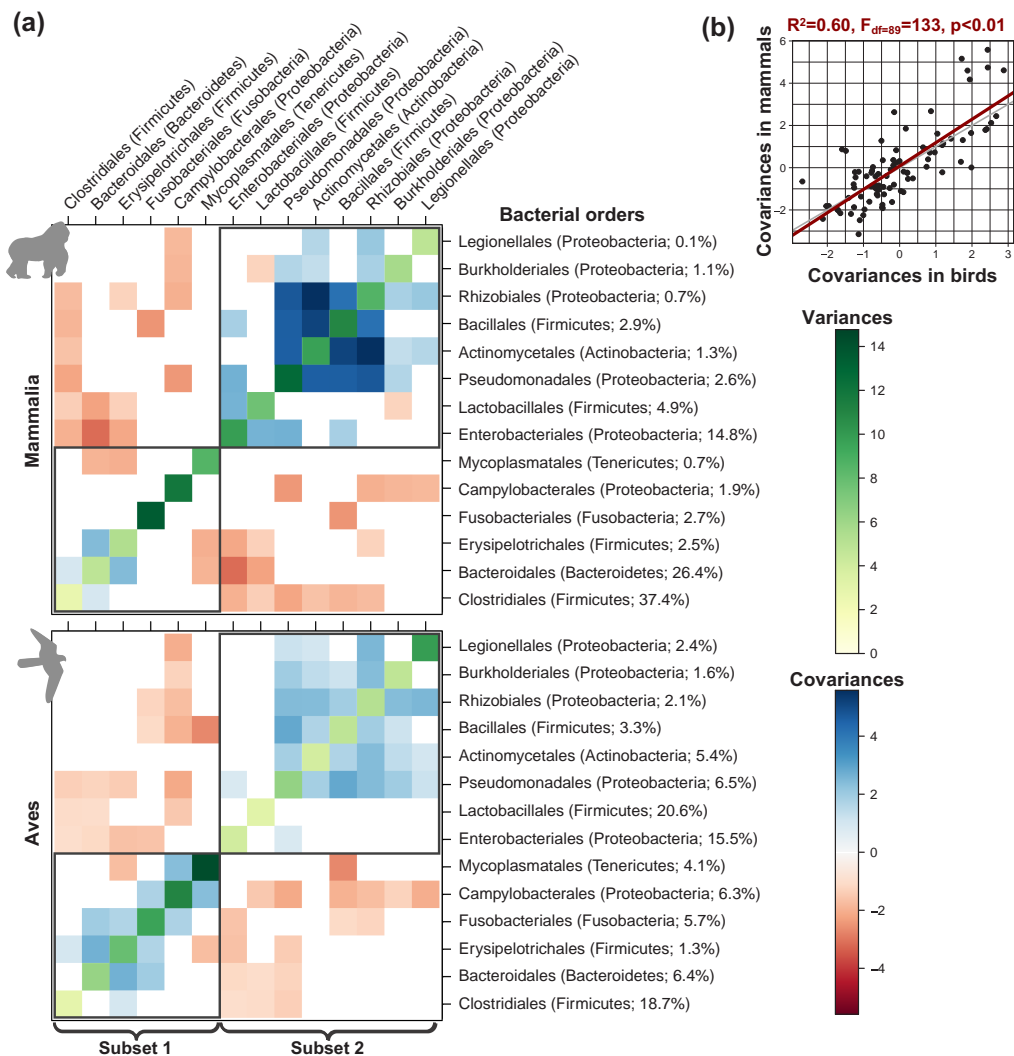 (a)
Clostridiales (Firmicutes)
Bacteroidales (Bacteroidetes)
Erysipelotrichales (Firmicutes)
Fusobacteriales (Fusobacteria)
Campylobacterales (Proteobacteria)
Mycoplasmatales (Tenericutes)
Enterobacteriales (Proteobacteria)
Lactobacillales (Firmicutes)
Pseudomonadales (Proteobacteria)
Actinomycetales (Actinobacteria)
Bacillales (Firmicutes)
Rhizobiales (Proteobacteria)
Burkholderiales (Proteobacteria)
Legionellales (Proteobacteria)
Bacterial orders
Mammalia
Legionellales (Proteobacteria; 0.1%)
Burkholderiales (Proteobacteria; 1.1%)
Rhizobiales (Proteobacteria; 0.7%)
Bacillales (Firmicutes; 2.9%)
Actinomycetales (Actinobacteria; 1.3%)
Pseudomonadales (Proteobacteria; 2.6%)
Lactobacillales (Firmicutes; 4.9%)
Enterobacteriales (Proteobacteria; 14.8%)
Mycoplasmatales (Tenericutes; 0.7%)
Campylobacterales (Proteobacteria; 1.9%)
Fusobacteriales (Fusobacteria; 2.7%)
Erysipelotrichales (Firmicutes; 2.5%)
Bacteroidales (Bacteroidetes; 26.4%)
Clostridiales (Firmicutes; 37.4%)
Aves
Legionellales (Proteobacteria; 2.4%)
Burkholderiales (Proteobacteria; 1.6%)
Rhizobiales (Proteobacteria; 2.1%)
Bacillales (Firmicutes; 3.3%)
Actinomycetales (Actinobacteria; 5.4%)
Pseudomonadales (Proteobacteria; 6.5%)
Lactobacillales (Firmicutes; 20.6%)
Enterobacteriales (Proteobacteria; 15.5%)
Mycoplasmatales (Tenericutes; 4.1%)
Campylobacterales (Proteobacteria; 6.3%)
Fusobacteriales (Fusobacteria; 5.7%)
Erysipelotrichales (Firmicutes; 1.3%)
Bacteroidales (Bacteroidetes; 6.4%)
Clostridiales (Firmicutes; 18.7%)
Subset 1
Subset 2
(b)
R²=0.60, F df=89=133, p<0.01
Covariances in mammals
6
4
2
0
−2
−2
−1
0
1
2
3
Covariances in birds
Variances
14
12
10
8
6
4
2
0
Covariances
4
2
0
−2
−4